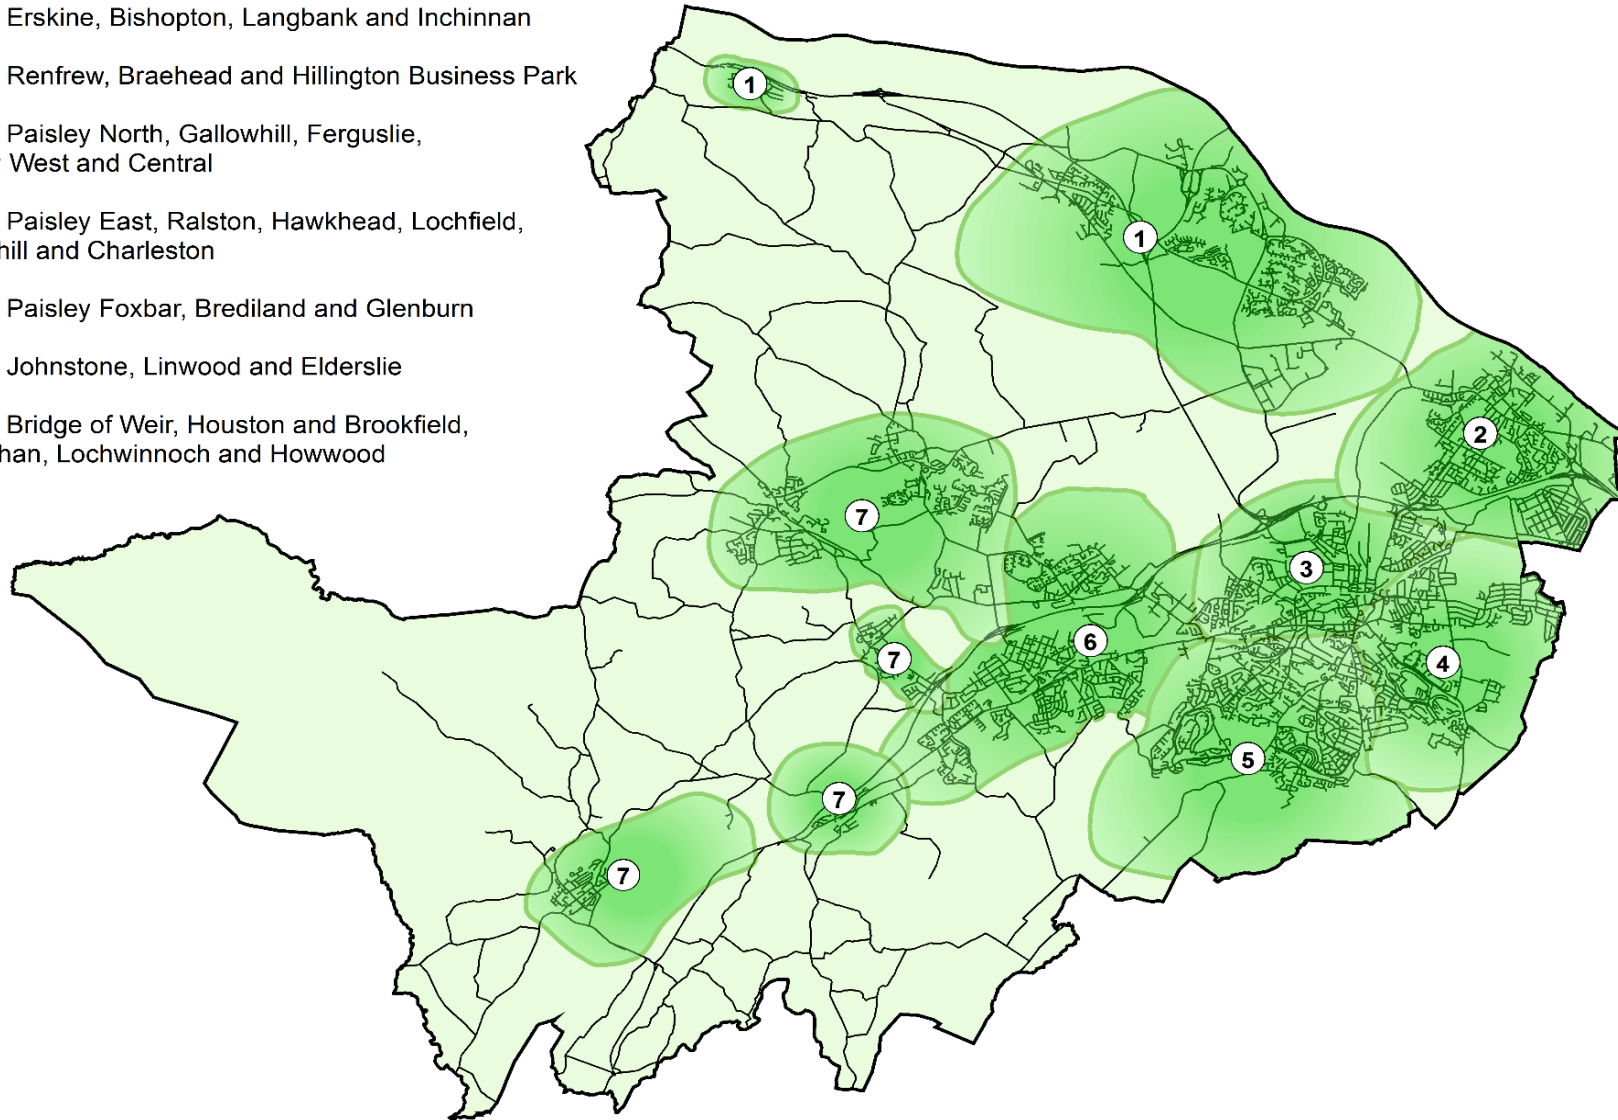 Erskine, Bishopton, Langbank and Inchinnan
Renfrew, Braehead and Hillington Business Park
Paisley North, Gallowhill, Ferguslie,
West and Central
Paisley East, Ralston, Hawkhead, Lochfield,
hill and Charleston
Paisley Foxbar, Brediland and Glenburn
Johnstone, Linwood and Elderslie
Bridge of Weir, Houston and Brookfield,
han, Lochwinnoch and Howwood
1
1
2
7
3
6
7
4
5
7
7